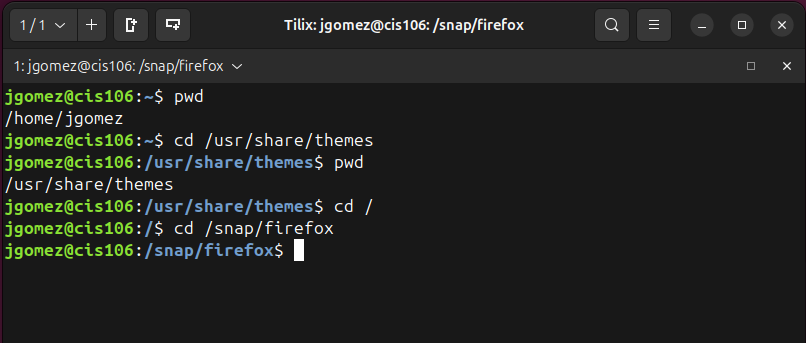 1 / 1
Tilix: jgomez@cis106: /snap/firefox
1: jgomez@cis106: /snap/firefox
jgomez@cis106:~$ pwd
/home/jgomez
jgomez@cis106:~$ cd /usr/share/themes
jgomez@cis106:/usr/share/themes$ pwd
/usr/share/themes
jgomez@cis106:/usr/share/themes$ cd /
jgomez@cis106:/$ cd /snap/firefox
jgomez@cis106:/snap/firefox$